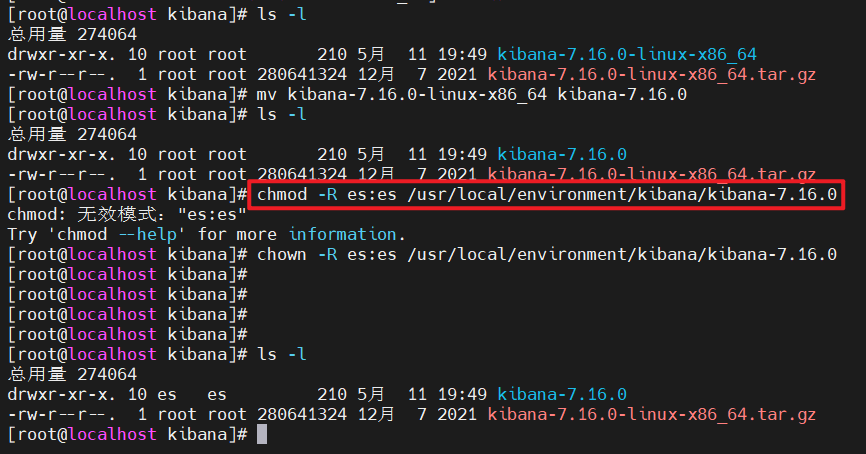 [root@localhost kibana]# ls -l
总用量 274064
drwxr-xr-x. 10 root root       210 5月  11 19:49 kibana-7.16.0-linux-x86_64
-rw-r--r--.  1 root root 280641324 12月  7 2021 kibana-7.16.0-linux-x86_64.tar.gz
[root@localhost kibana]# mv kibana-7.16.0-linux-x86_64 kibana-7.16.0
[root@localhost kibana]# ls -l
总用量 274064
drwxr-xr-x. 10 root root       210 5月  11 19:49 kibana-7.16.0
-rw-r--r--.  1 root root 280641324 12月  7 2021 kibana-7.16.0-linux-x86_64.tar.gz
[root@localhost kibana]# chmod -R es:es /usr/local/environment/kibana/kibana-7.16.0
chmod: 无效模式："es:es"
Try 'chmod --help' for more information.
[root@localhost kibana]# chown -R es:es /usr/local/environment/kibana/kibana-7.16.0
[root@localhost kibana]#
[root@localhost kibana]#
[root@localhost kibana]#
[root@localhost kibana]#
[root@localhost kibana]# ls -l
总用量 274064
drwxr-xr-x. 10 es   es         210 5月  11 19:49 kibana-7.16.0
-rw-r--r--.  1 root root 280641324 12月  7 2021 kibana-7.16.0-linux-x86_64.tar.gz
[root@localhost kibana]#